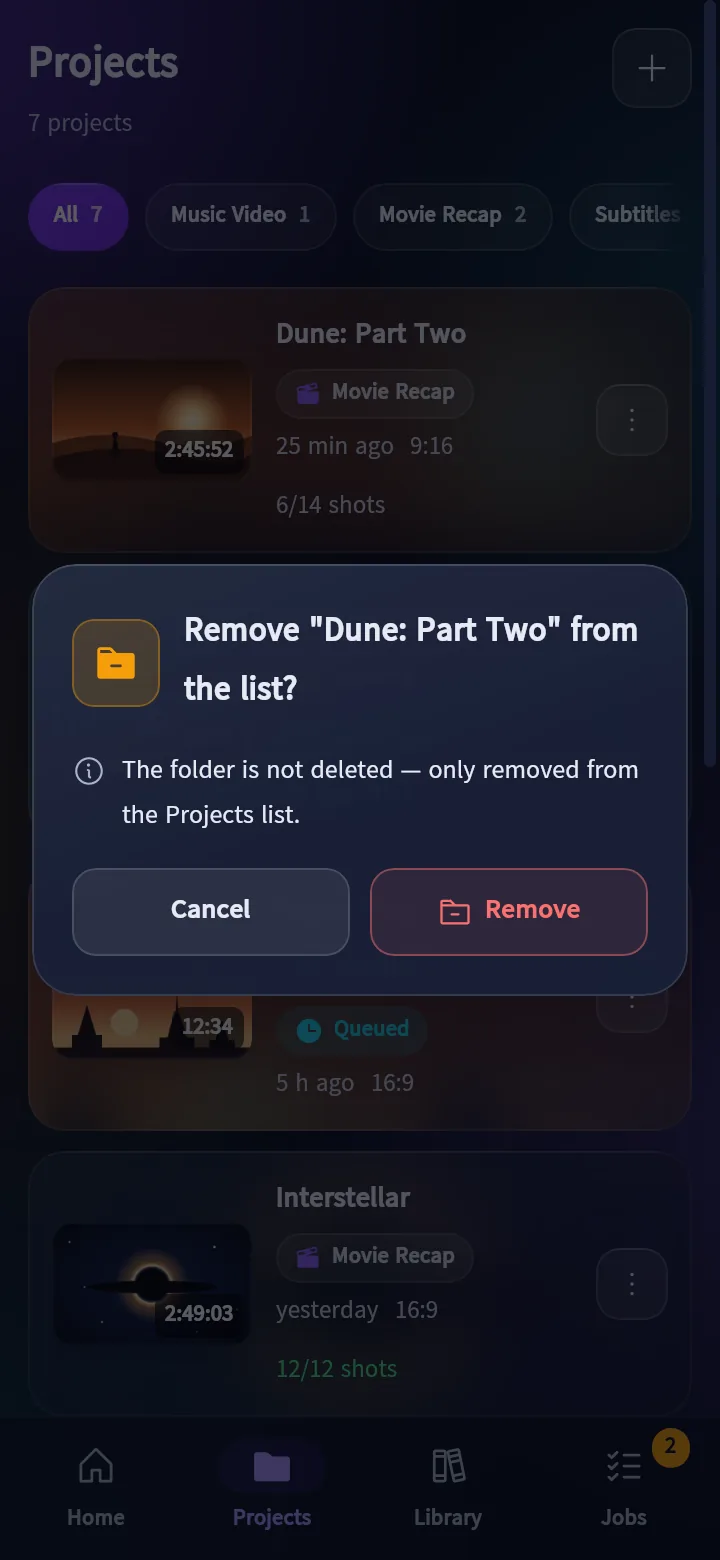 Projects
7 projects
All 7
Music Video 1
Movie Recap 2
Subtitles
Dune: Part Two
Movie Recap
2:45:52
25 min ago 9:16
6/14 shots
Remove "Dune: Part Two" from
the list?
The folder is not deleted — only removed from
the Projects list.
Cancel
Remove
12:34
Queued
5 h ago 16:9
Interstellar
Movie Recap
2:49:03
yesterday 16:9
12/12 shots
2
Home
Projects
Library
Jobs